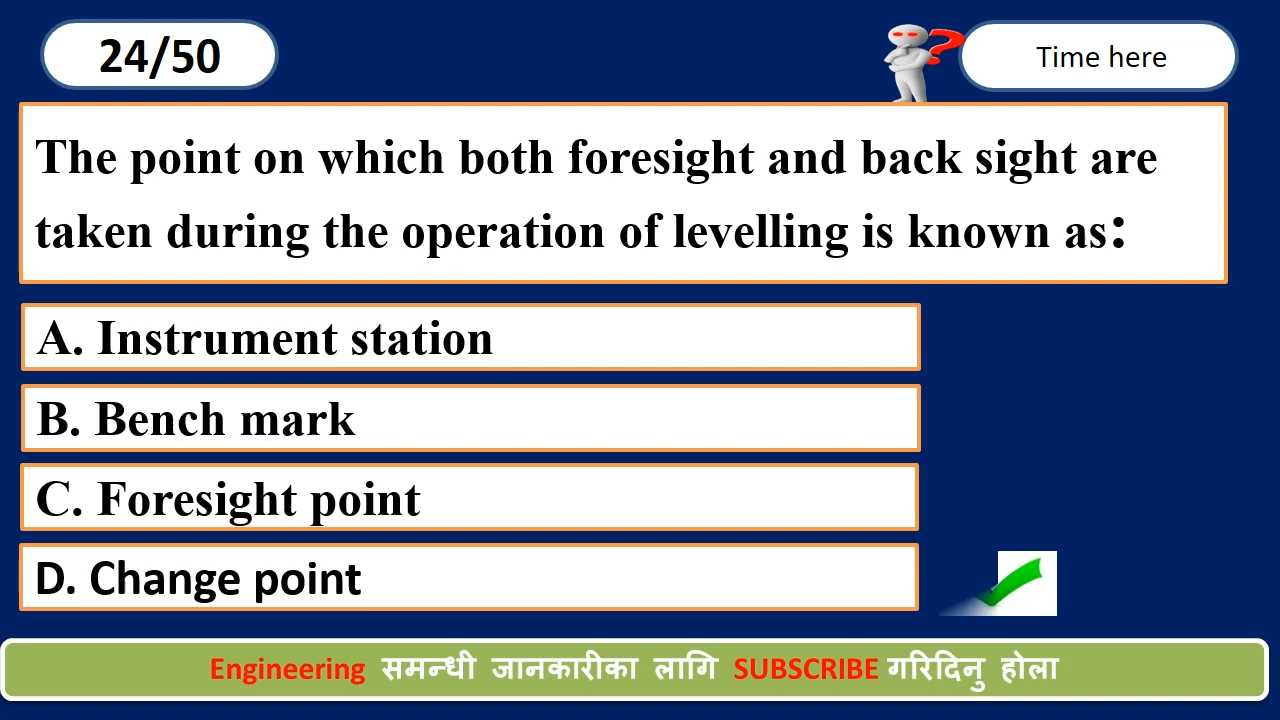 24/50
Time here
The point on which both foresight and back sight are
taken during the operation of levelling is known as:
A. Instrument station
B. Bench mark
C. Foresight point
D. Change point
Engineering समन्धी जानकारीका लागि SUBSCRIBE गरिदिनु होला